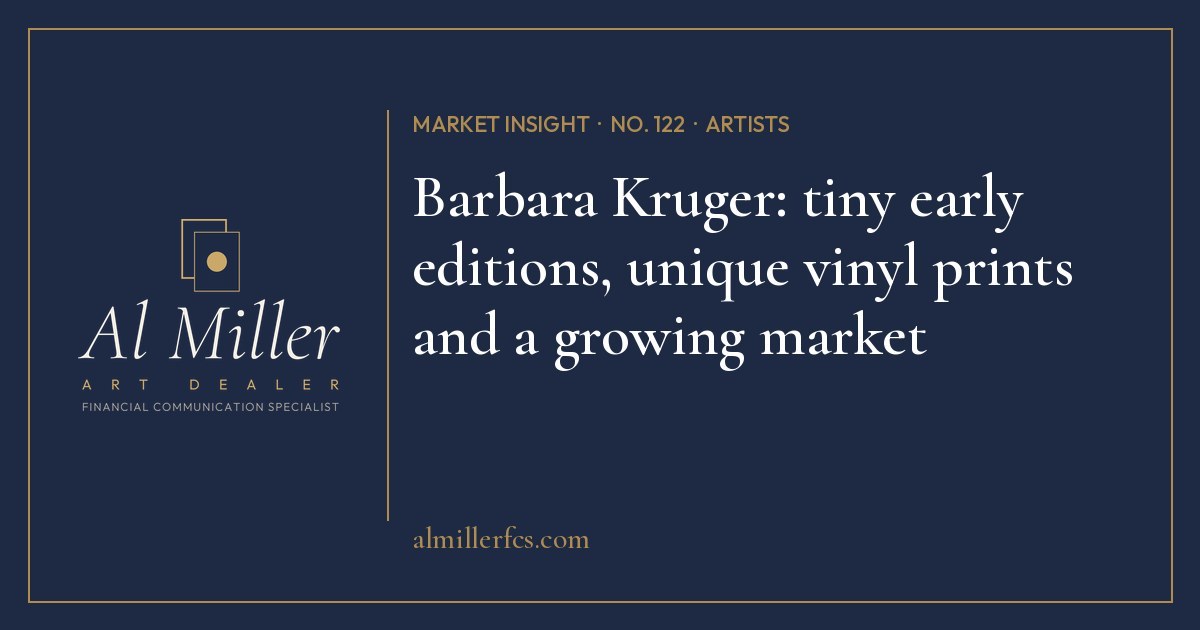 MARKET INSIGHT · NO. 122 · ARTISTS
Barbara Kruger: tiny early
editions, unique vinyl prints
and a growing market
Al Miller
ART DEALER
FINANCIAL COMMUNICATION SPECIALIST
almillerfcs.com